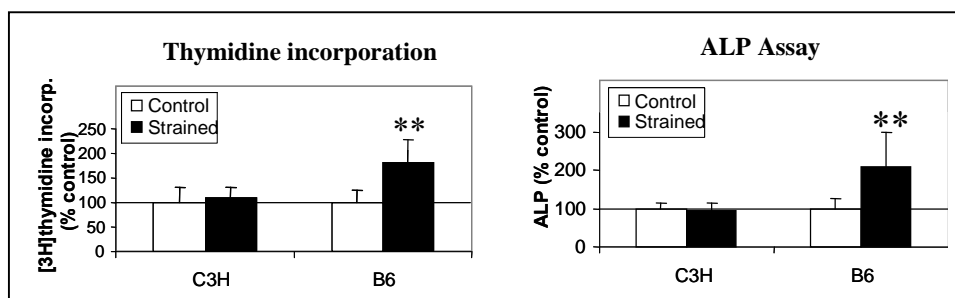 Thymidine incorporation
[3H]thymidine incorp.
(% control)
Control
Strained
250
200
150
100
50
0
**
C3H
B6
ALP Assay
ALP (% control)
Control
Strained
300
200
100
0
**
C3H
B6